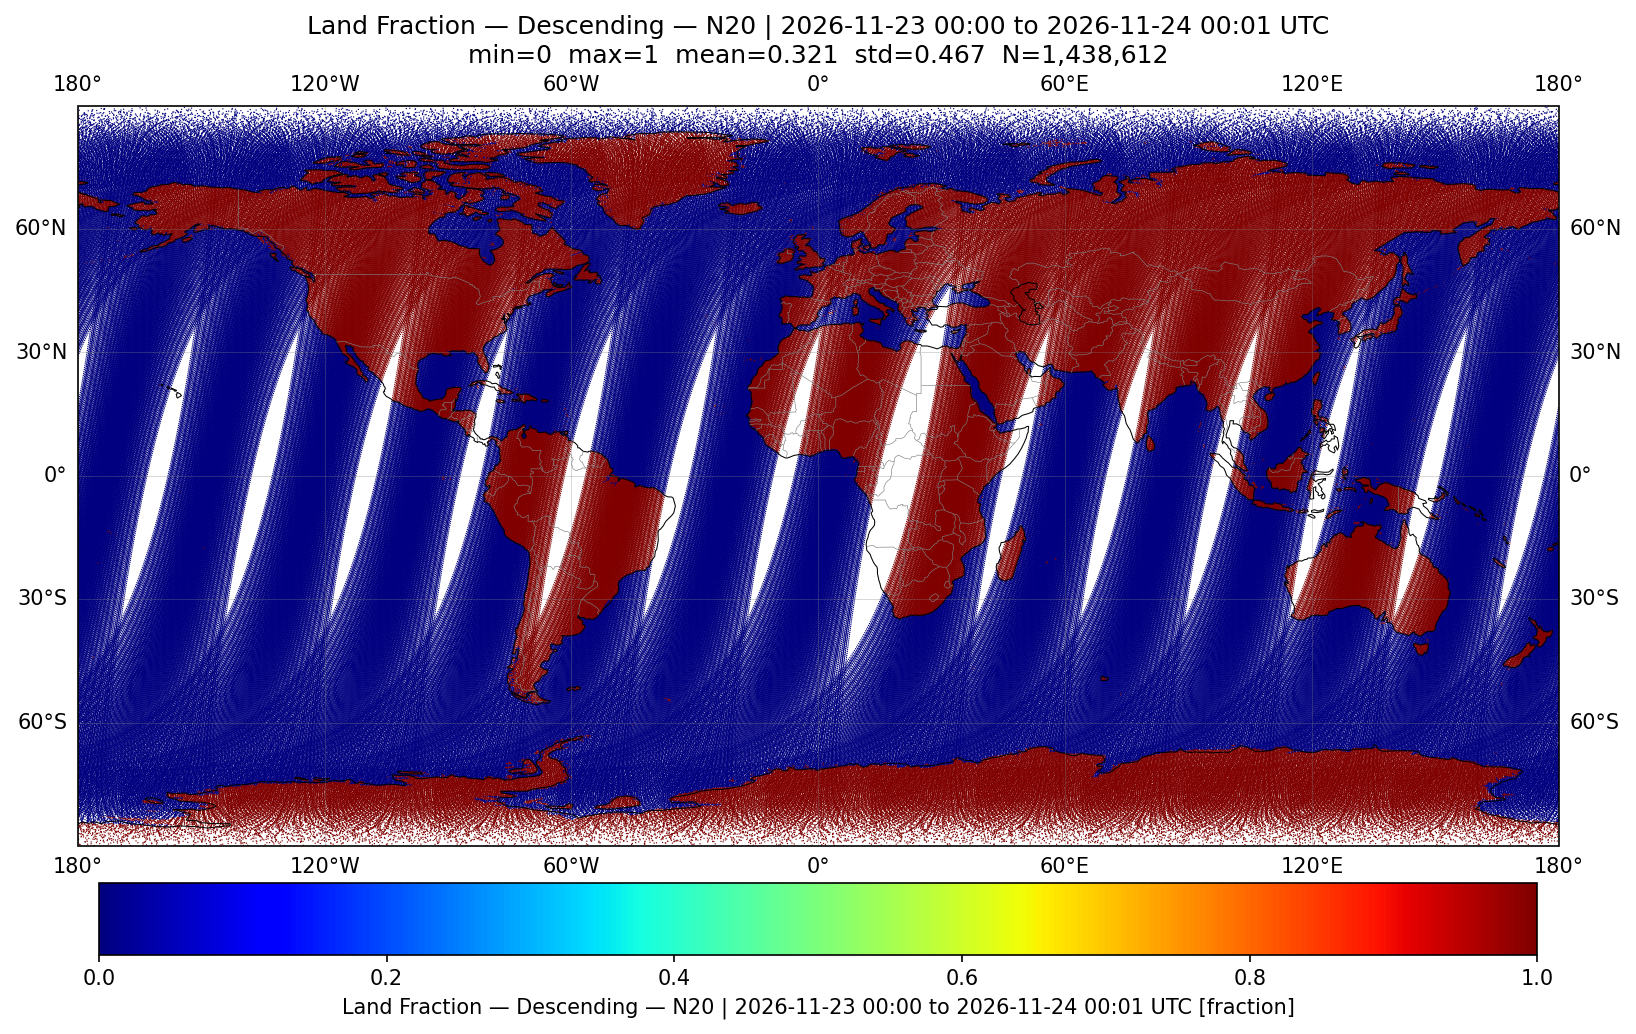 Land Fraction — Descending — N20 | 2026-11-23 00:00 to 2026-11-24 00:01 UTC
min=0  max=1  mean=0.321  std=0.467  N=1,438,612
180° 120°W 60°W 0° 60°E 120°E 180°
60°N 60°N
30°N 30°N
0° 0°
30°S 30°S
60°S 60°S
180° 120°W 60°W 0° 60°E 120°E 180°
0.0 0.2 0.4 0.6 0.8 1.0
Land Fraction — Descending — N20 | 2026-11-23 00:00 to 2026-11-24 00:01 UTC [fraction]